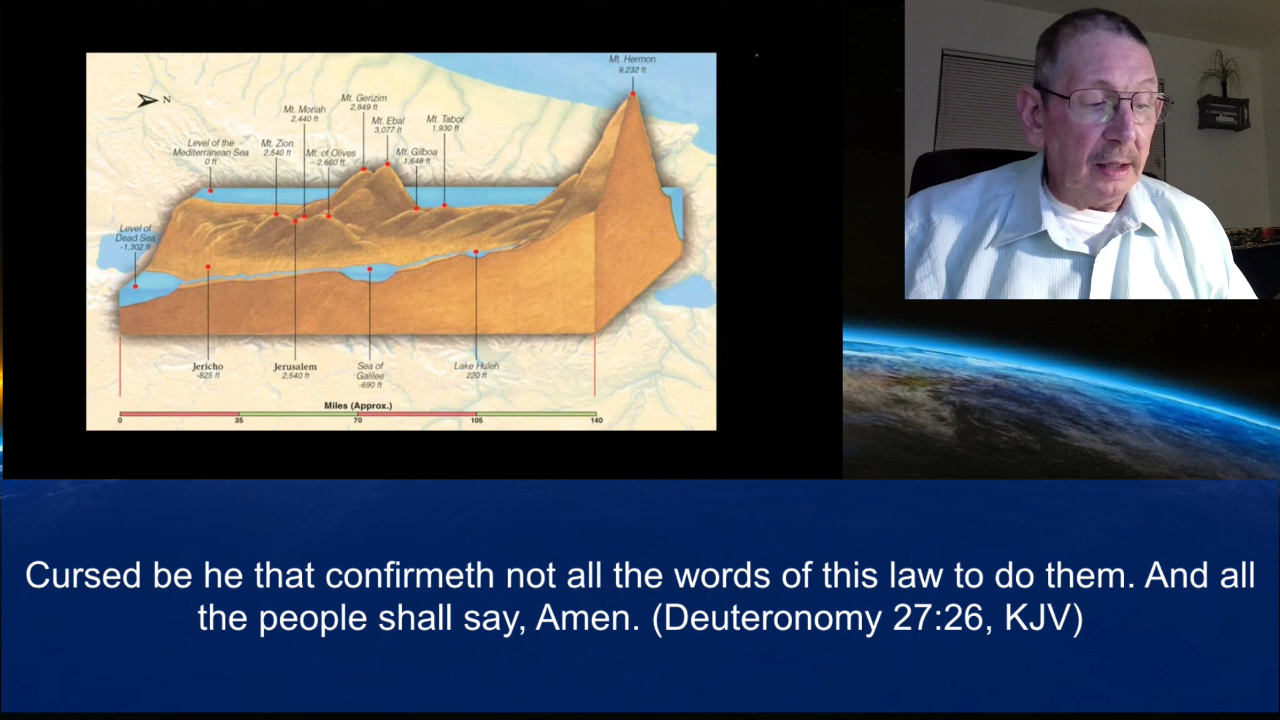 Mt. Hermon
9,232 ft
N
Mt. Gerizim
2,849 ft
Mt. Moriah
2,440 ft
Mt. Ebal
3,077 ft
Mt. Tabor
1,930 ft
Level of the
Mediterranean Sea
0 ft
Mt. Zion
2,540 ft
Mt. of Olives
2,660 ft
Mt. Gilboa
1,648 ft
Level of
Dead Sea
-1,302 ft
Jericho
-825 ft
Jerusalem
2,540 ft
Sea of
Galilee
-690 ft
Lake Huleh
220 ft
Miles (Approx.)
0 35 70 105 140
Cursed be he that confirmeth not all the words of this law to do them. And all
the people shall say, Amen. (Deuteronomy 27:26, KJV)